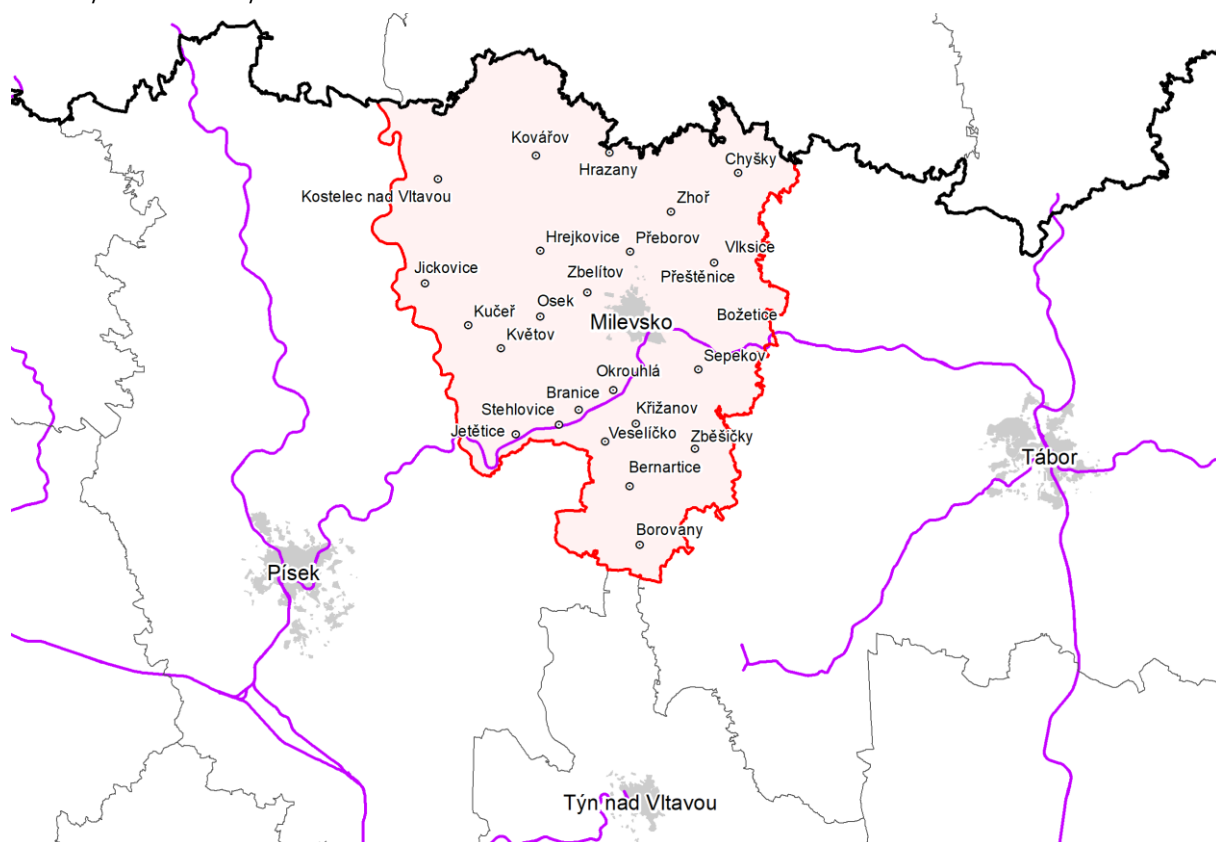 Kovářov
Hrazany
Chyšky
Kostelec nad Vltavou
Zhoř
Hrejkovice
Přeborov
Vlksice
Jickovice
Zbelítov
Přeštěnice
Kučeř
Osek
Milevsko
Božetice
Květov
Sepekov
Okrouhlá
Branice
Stehlovice
Křižanov
Jetětice
Veselíčko
Zběšičky
Tábor
Bernartice
Borovany
Písek
Týn nad Vltavou